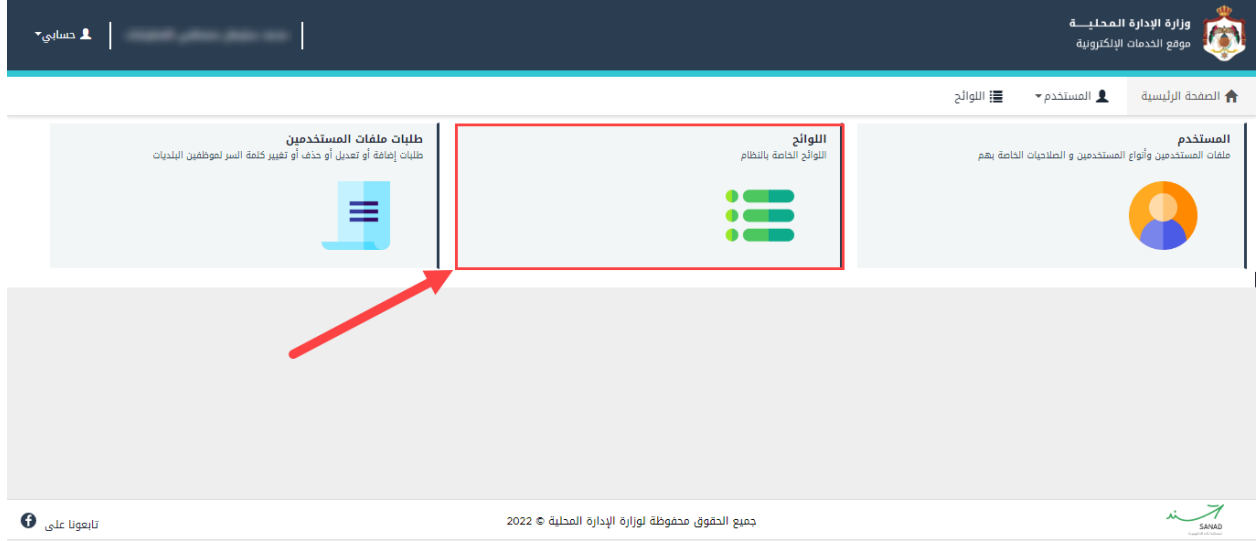 وزارة الإدارة المحليـــة
موقع الخدمات الإلكترونية
حسابي
الصفحة الرئيسية
المستخدم
اللوائح
المستخدم
ملفات المستخدمين وأنواع المستخدمين و الصلاحيات الخاصة بهم
اللوائح
اللوائح الخاصة بالنظام
طلبات ملفات المستخدمين
طلبات إضافة أو تعديل أو حذف أو تغيير كلمة السر لموظفين البلديات
سند
SANAD
جميع الحقوق محفوظة لوزارة الإدارة المحلية © 2022
تابعونا على